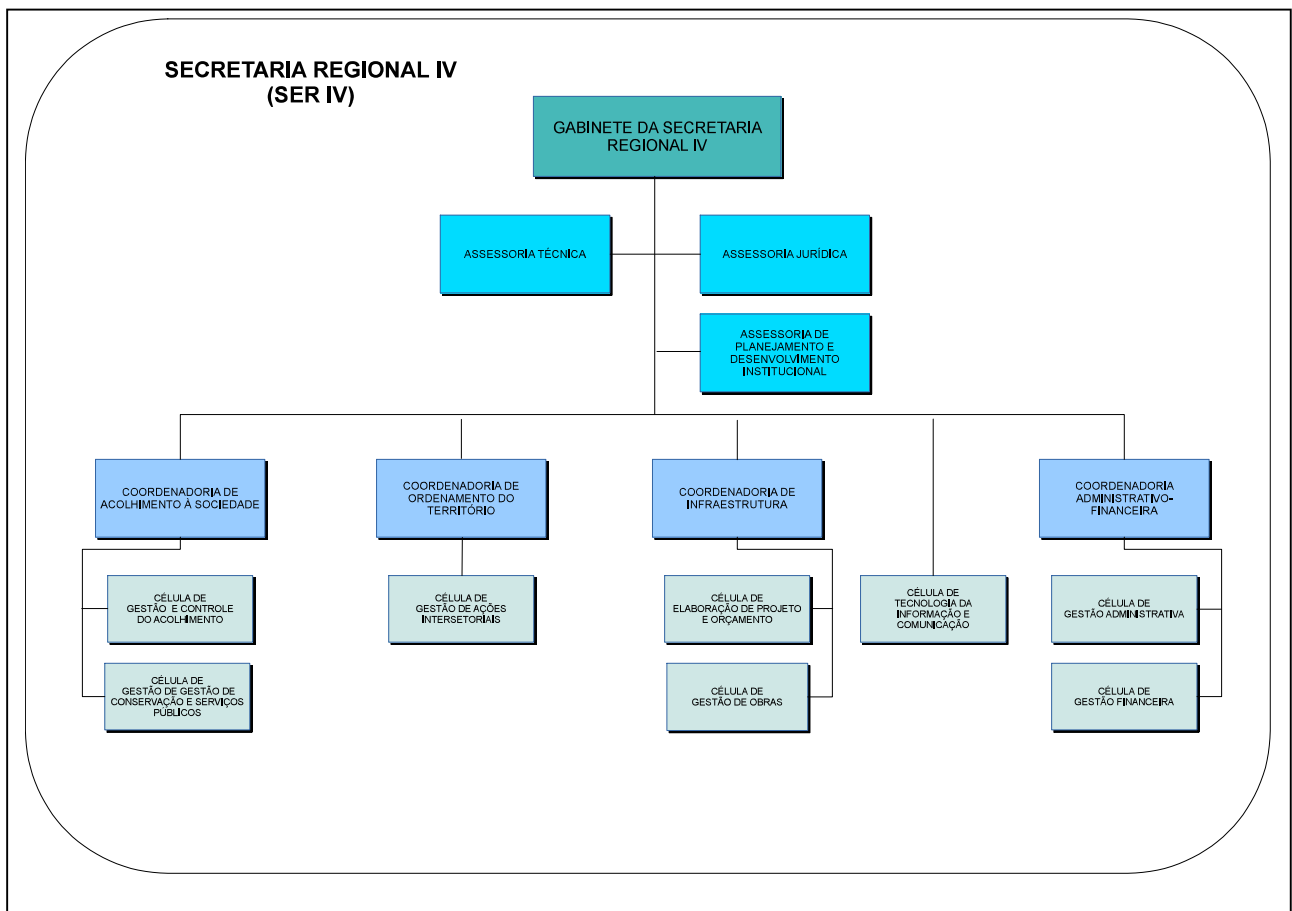 SECRETARIA REGIONAL IV
(SER IV)
GABINETE DA SECRETARIA
REGIONAL IV
ASSESSORIA TÉCNICA
ASSESSORIA JURÍDICA
ASSESSORIA DE
PLANEJAMENTO E
DESENVOLVIMENTO
INSTITUCIONAL
COORDENADORIA DE
ACOLHIMENTO À SOCIEDADE
COORDENADORIA DE
ORDENAMENTO DO
TERRITÓRIO
COORDENADORIA DE
INFRAESTRUTURA
COORDENADORIA
ADMINISTRATIVO-
FINANCEIRA
CÉLULA DE
GESTÃO E CONTROLE
DO ACOLHIMENTO
CÉLULA DE
GESTÃO DE AÇÕES
INTERSETORIAIS
CÉLULA DE
ELABORAÇÃO DE PROJETO
E ORÇAMENTO
CÉLULA DE
TECNOLOGIA DA
INFORMAÇÃO E
COMUNICAÇÃO
CÉLULA DE
GESTÃO ADMINISTRATIVA
CÉLULA DE
GESTÃO DE GESTÃO DE
CONSERVAÇÃO E SERVIÇOS
PÚBLICOS
CÉLULA DE
GESTÃO DE OBRAS
CÉLULA DE
GESTÃO FINANCEIRA